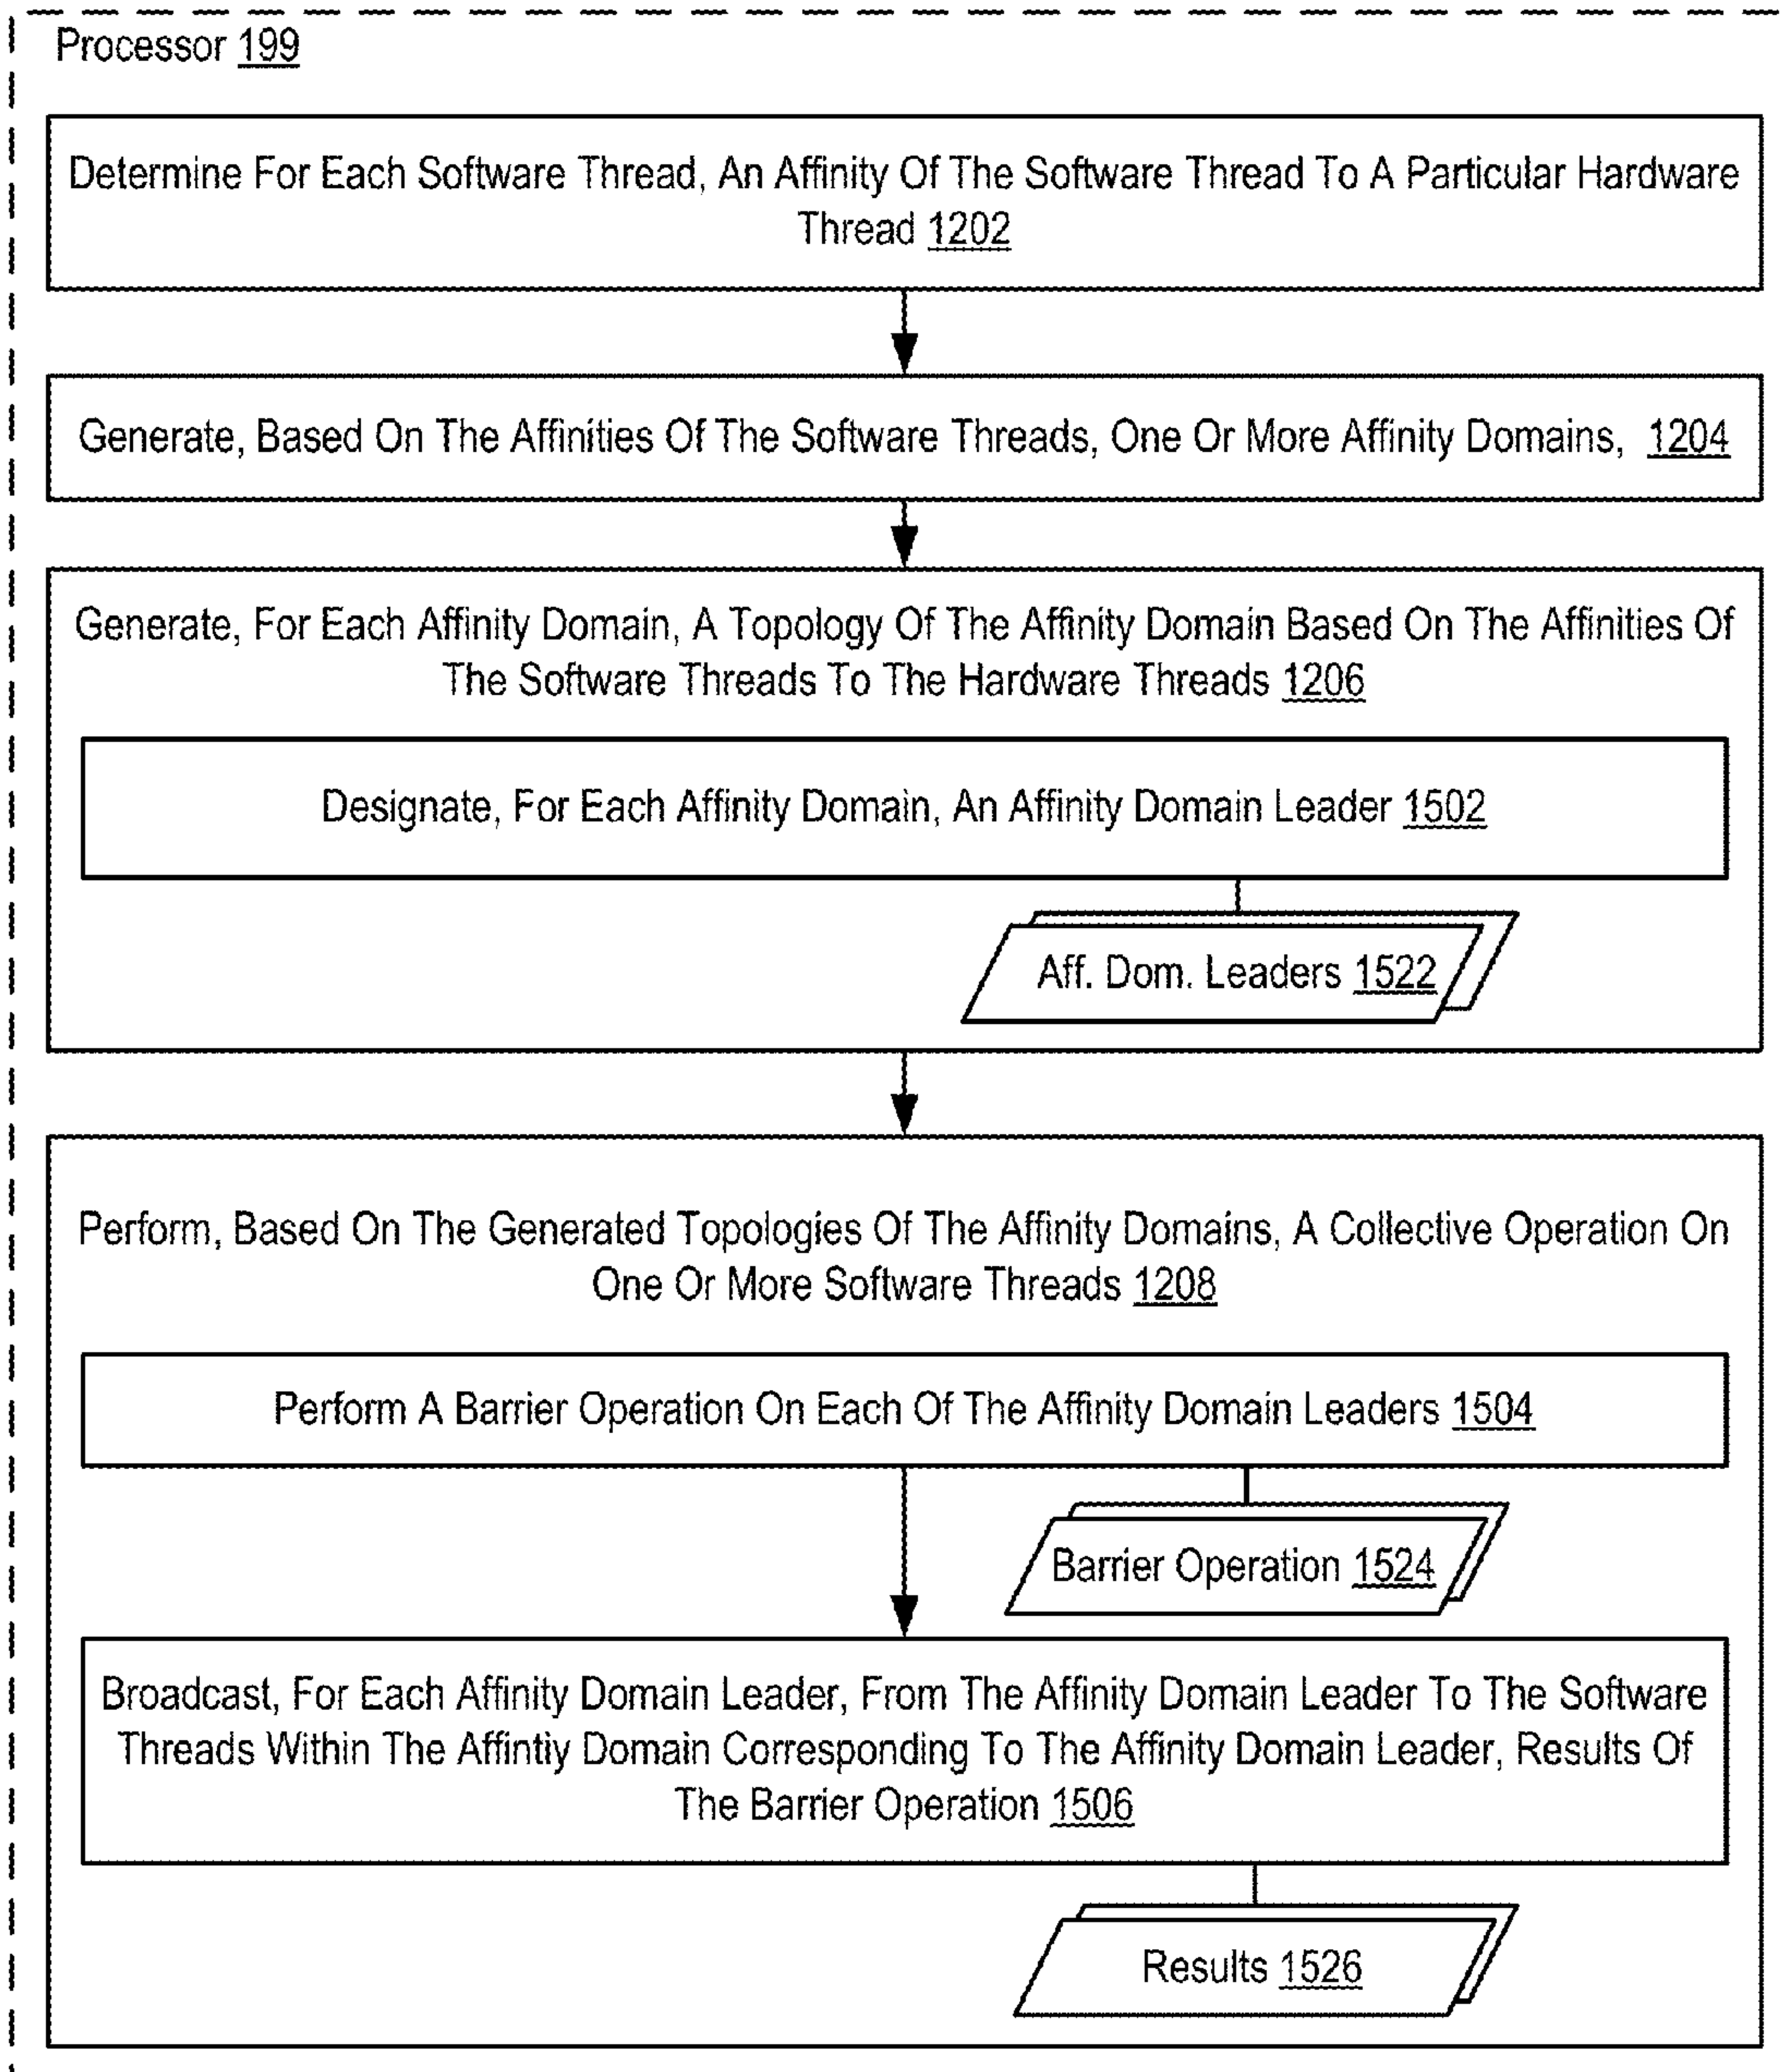 Processor 199
Determine For Each Software Thread, An Affinity Of The Software Thread To A Particular Hardware
Thread 1202
Generate, Based On The Affinities Of The Software Threads, One Or More Affinity Domains, 1204
Generate, For Each Affinity Domain, A Topology Of The Affinity Domain Based On The Affinities Of
The Software Threads To The Hardware Threads 1206
Designate, For Each Affinity Domain, An Affinity Domain Leader 1502
Aff. Dom. Leaders 1522
Perform, Based On The Generated Topologies Of The Affinity Domains, A Collective Operation On
One Or More Software Threads 1208
Perform A Barrier Operation On Each Of The Affinity Domain Leaders 1504
Barrier Operation 1524
Broadcast, For Each Affinity Domain Leader, From The Affinity Domain Leader To The Software
Threads Within The Affintiy Domain Corresponding To The Affinity Domain Leader, Results Of
The Barrier Operation 1506
Results 1526